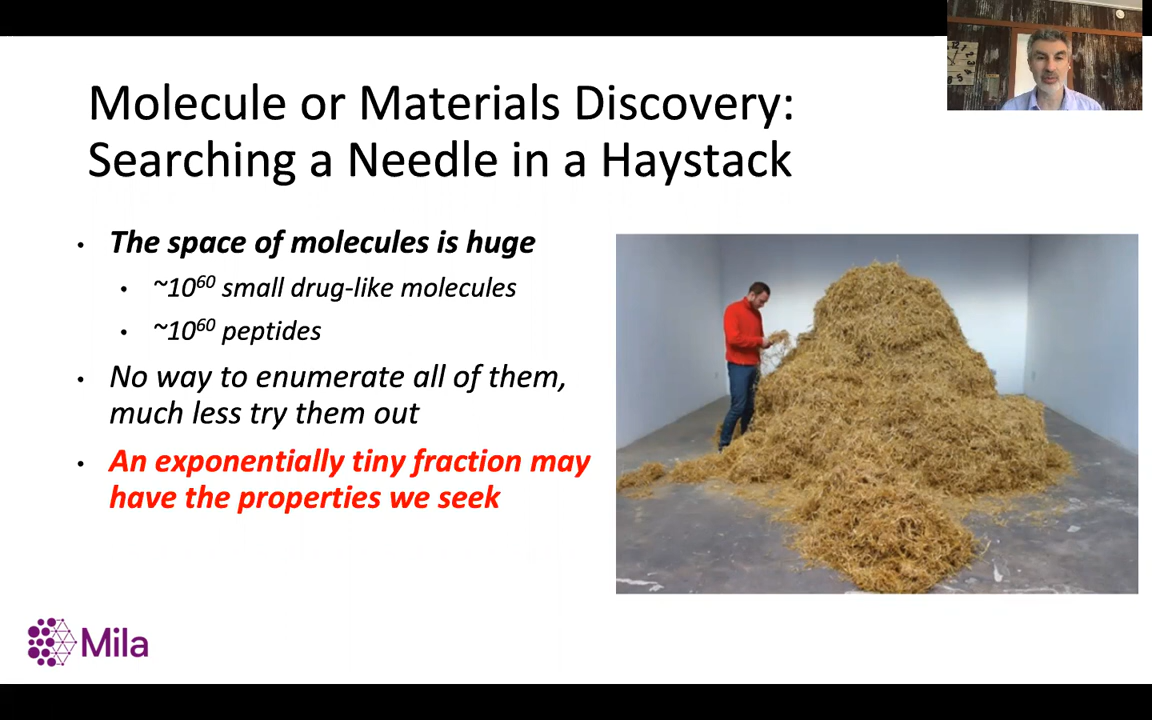 Molecule or Materials Discovery:
Searching a Needle in a Haystack
• The space of molecules is huge
• ~10⁶⁰ small drug-like molecules
• ~10⁶⁰ peptides
• No way to enumerate all of them,
much less try them out
• An exponentially tiny fraction may
have the properties we seek
Mila